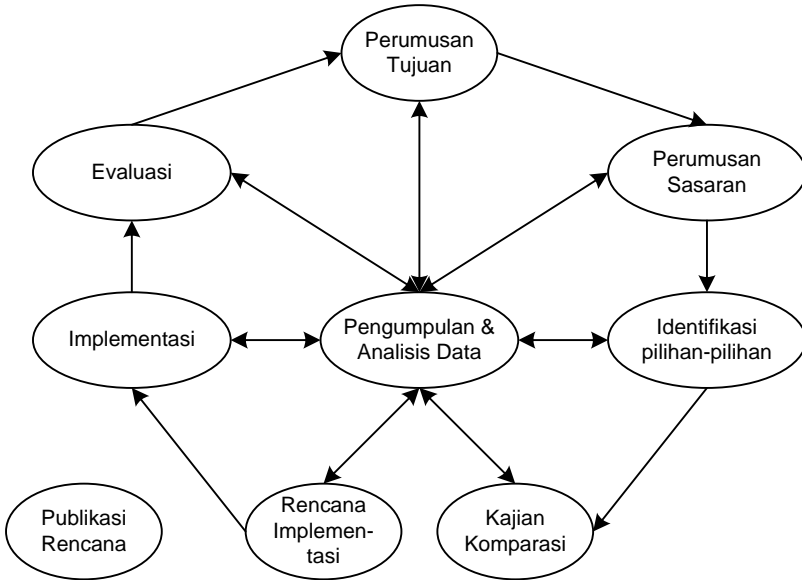 Perumusan
Tujuan
Evaluasi
Perumusan
Sasaran
Implementasi
Pengumpulan &
Analisis Data
Identifikasi
pilihan-pilihan
Publikasi
Rencana
Rencana
Implemen-
tasi
Kajian
Komparasi